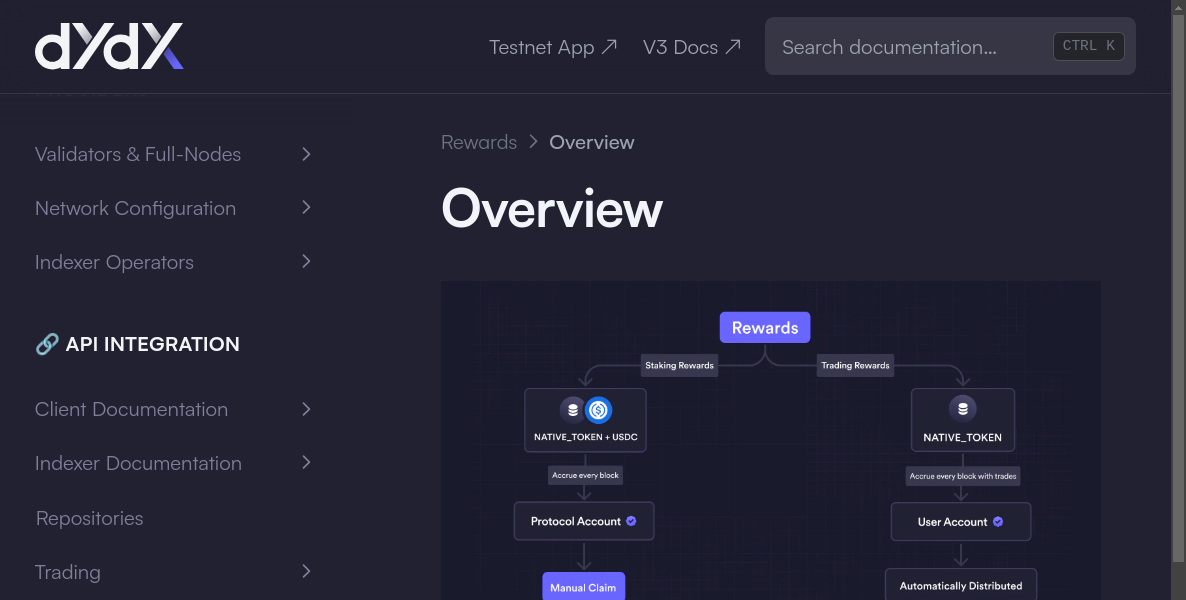 dYdX
Testnet App
V3 Docs
Search documentation...
CTRL K
Validators & Full-Nodes
Network Configuration
Indexer Operators
API INTEGRATION
Client Documentation
Indexer Documentation
Repositories
Trading
Rewards
Overview
Overview
Rewards
Staking Rewards
Trading Rewards
NATIVE_TOKEN + USDC
NATIVE_TOKEN
Accrue every block
Accrue every block with trades
Protocol Account
User Account
Manual Claim
Automatically Distributed